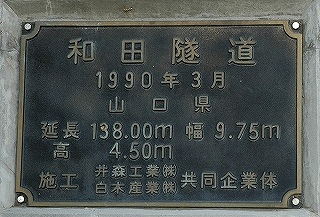 和田隧道
1990年3月
山口県
延長 138.00m 幅 9.75m
高 4.50m
施工 井森工業㈱ 白木産業㈱ 共同企業体